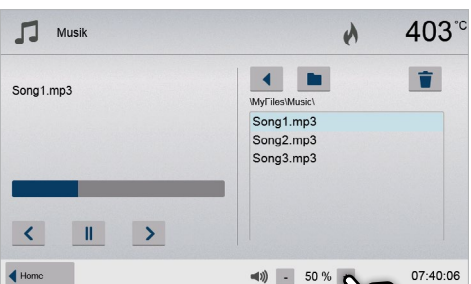 Musik
403 °C
Song1.mp3
\MyFiles\Music\
Song1.mp3
Song2.mp3
Song3.mp3
Home
- 50 %
07:40:06